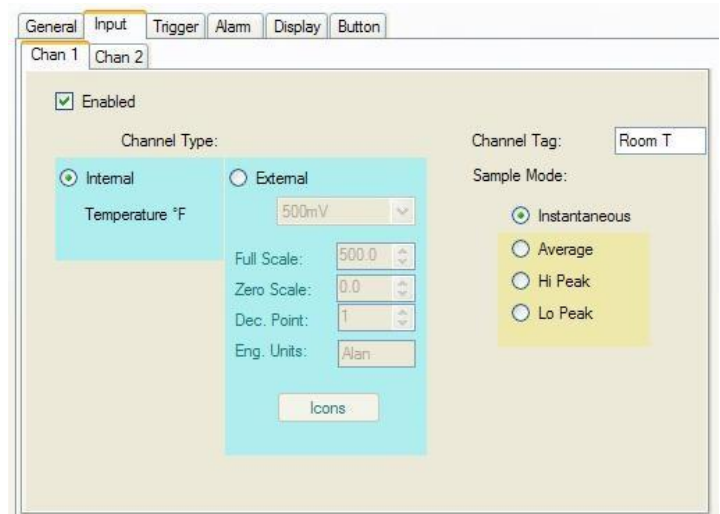 General Input Trigger Alarm Display Button
Chan 1 Chan 2
Enabled
Channel Type:
Internal
Temperature °F
External
500mV
Full Scale: 500.0
Zero Scale: 0.0
Dec. Point: 1
Eng. Units: Alan
Icons
Channel Tag: Room T
Sample Mode:
Instantaneous
Average
Hi Peak
Lo Peak